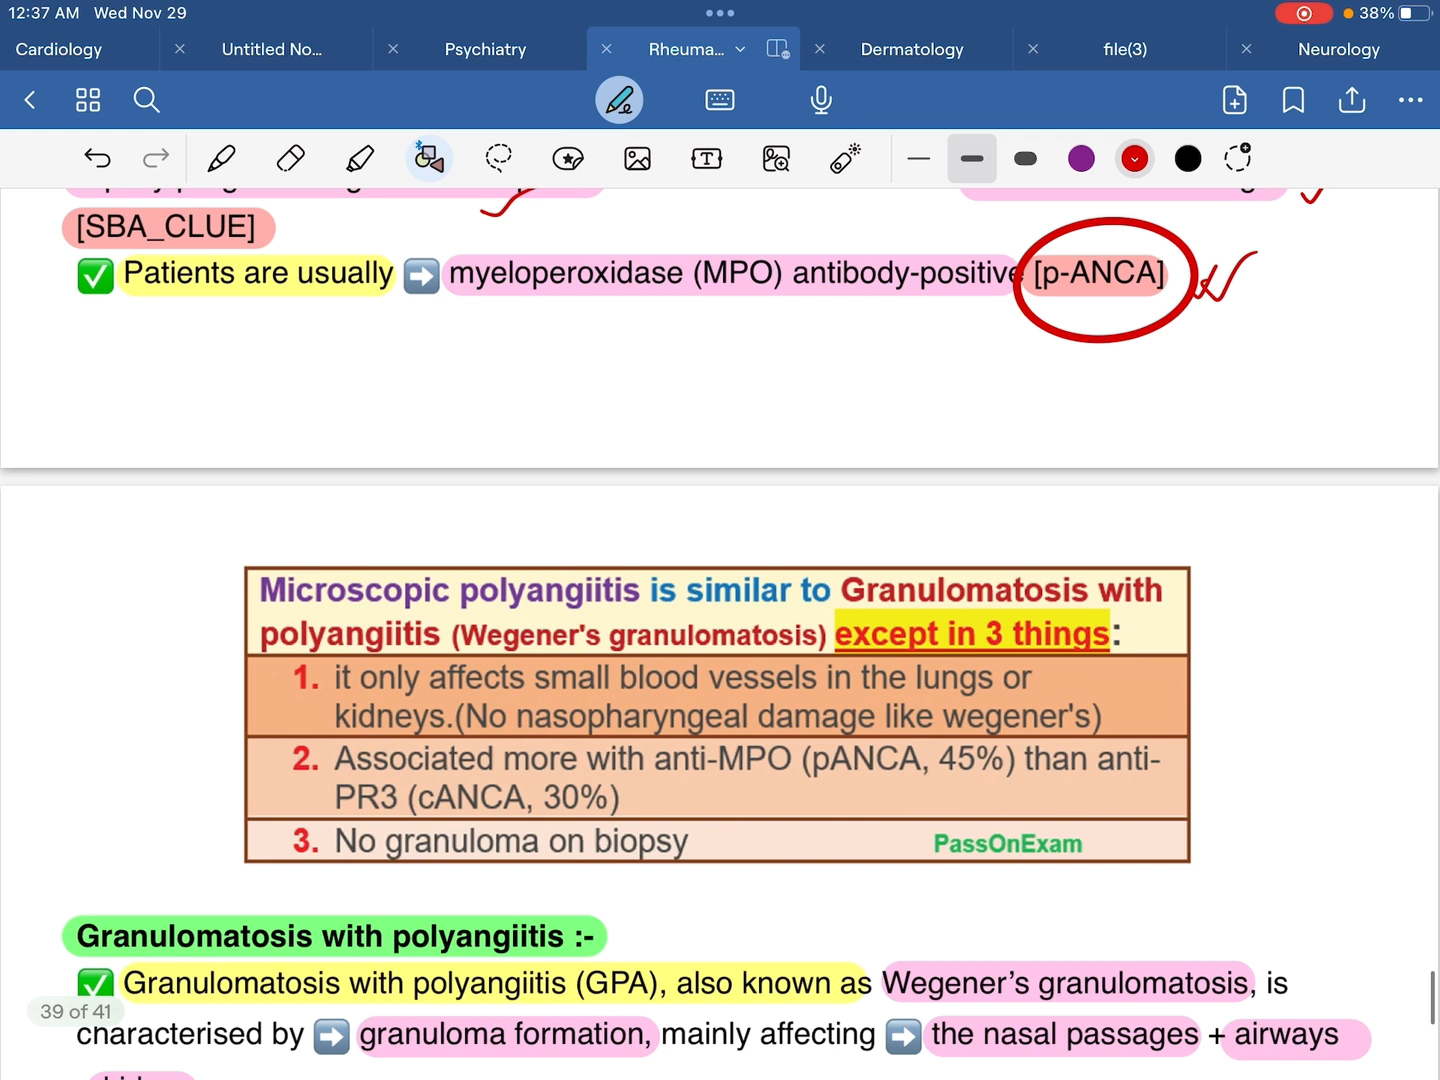 12:37 AM Wed Nov 29
38%
Cardiology
Untitled No...
Psychiatry
Rheuma...
Dermatology
file(3)
Neurology
[SBA_CLUE]
✅ Patients are usually ➡️ myeloperoxidase (MPO) antibody-positive [p-ANCA]
Microscopic polyangiitis is similar to Granulomatosis with
polyangiitis (Wegener's granulomatosis) except in 3 things:
1. it only affects small blood vessels in the lungs or
kidneys.(No nasopharyngeal damage like wegener's)
2. Associated more with anti-MPO (pANCA, 45%) than anti-
PR3 (cANCA, 30%)
3. No granuloma on biopsy
PassOnExam
Granulomatosis with polyangiitis :-
✅ Granulomatosis with polyangiitis (GPA), also known as Wegener’s granulomatosis, is
39 of 41
characterised by ➡️ granuloma formation, mainly affecting ➡️ the nasal passages + airways